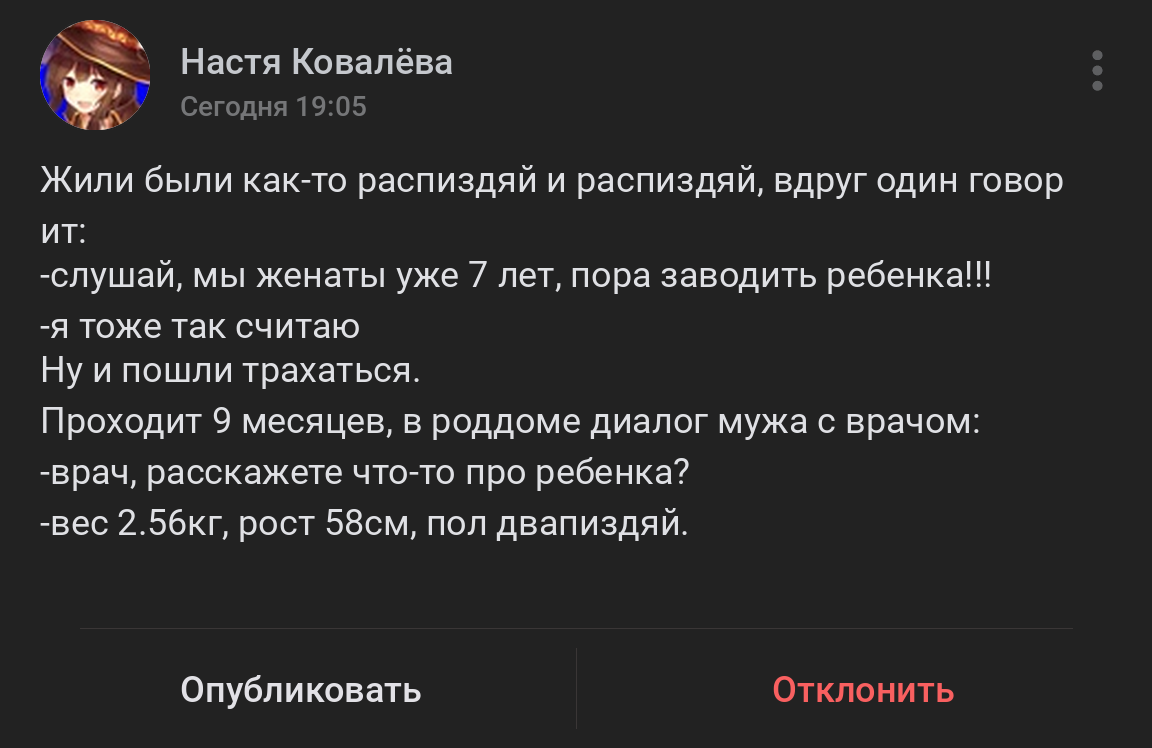 Настя Ковалёва
Сегодня 19:05
Жили были как-то распиздяй и распиздяй, вдруг один говор
ит:
-слушай, мы женаты уже 7 лет, пора заводить ребенка!!!
-я тоже так считаю
Ну и пошли трахаться.
Проходит 9 месяцев, в роддоме диалог мужа с врачом:
-врач, расскажете что-то про ребенка?
-вес 2.56кг, рост 58см, пол двапиздяй.
Опубликовать
Отклонить